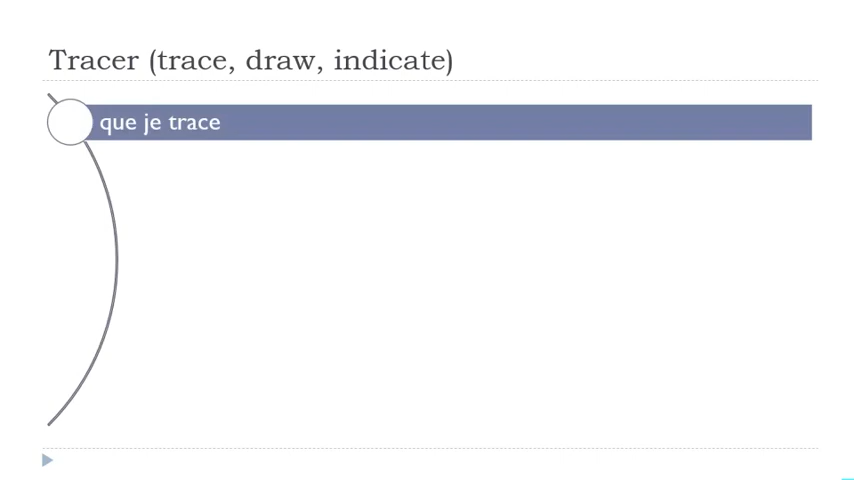 Tracer (trace, draw, indicate)
que je trace